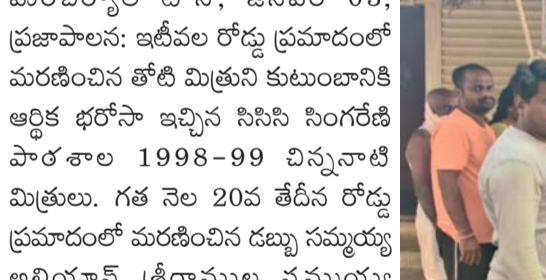 ప్రజాపాలన: ఇటీవల రోడ్డు ప్రమాదంలో
మరణించిన తోటి మిత్రుని కుటుంబానికి
ఆర్థిక భరోసా ఇచ్చిన సిసిసి సింగరేణి
పాఠశాల 1998-99 చిన్ననాటి
మిత్రులు. గత నెల 20వ తేదీన రోడ్డు
ప్రమాదంలో మరణించిన డబ్బు సమ్మయ్య